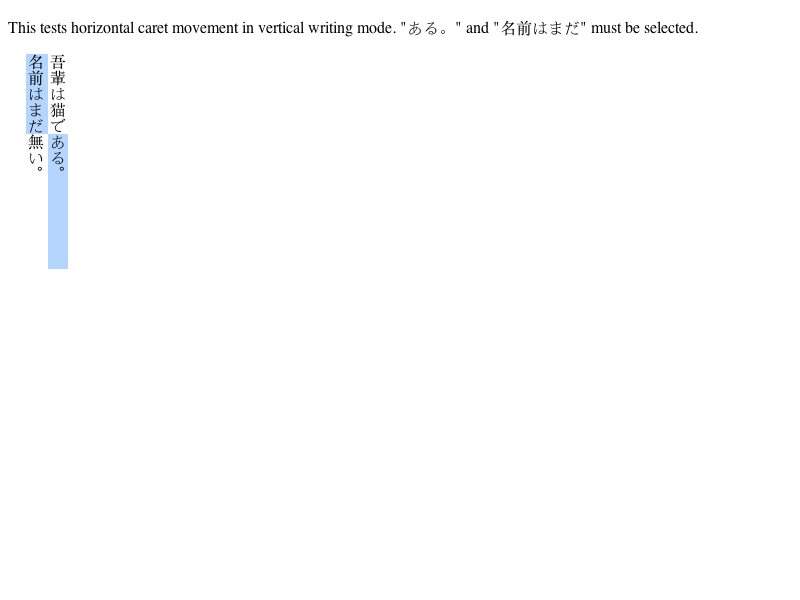 This tests horizontal caret movement in vertical writing mode. "ある。" and "名前はまだ" must be selected.
吾輩は猫である。
名前はまだ無い。